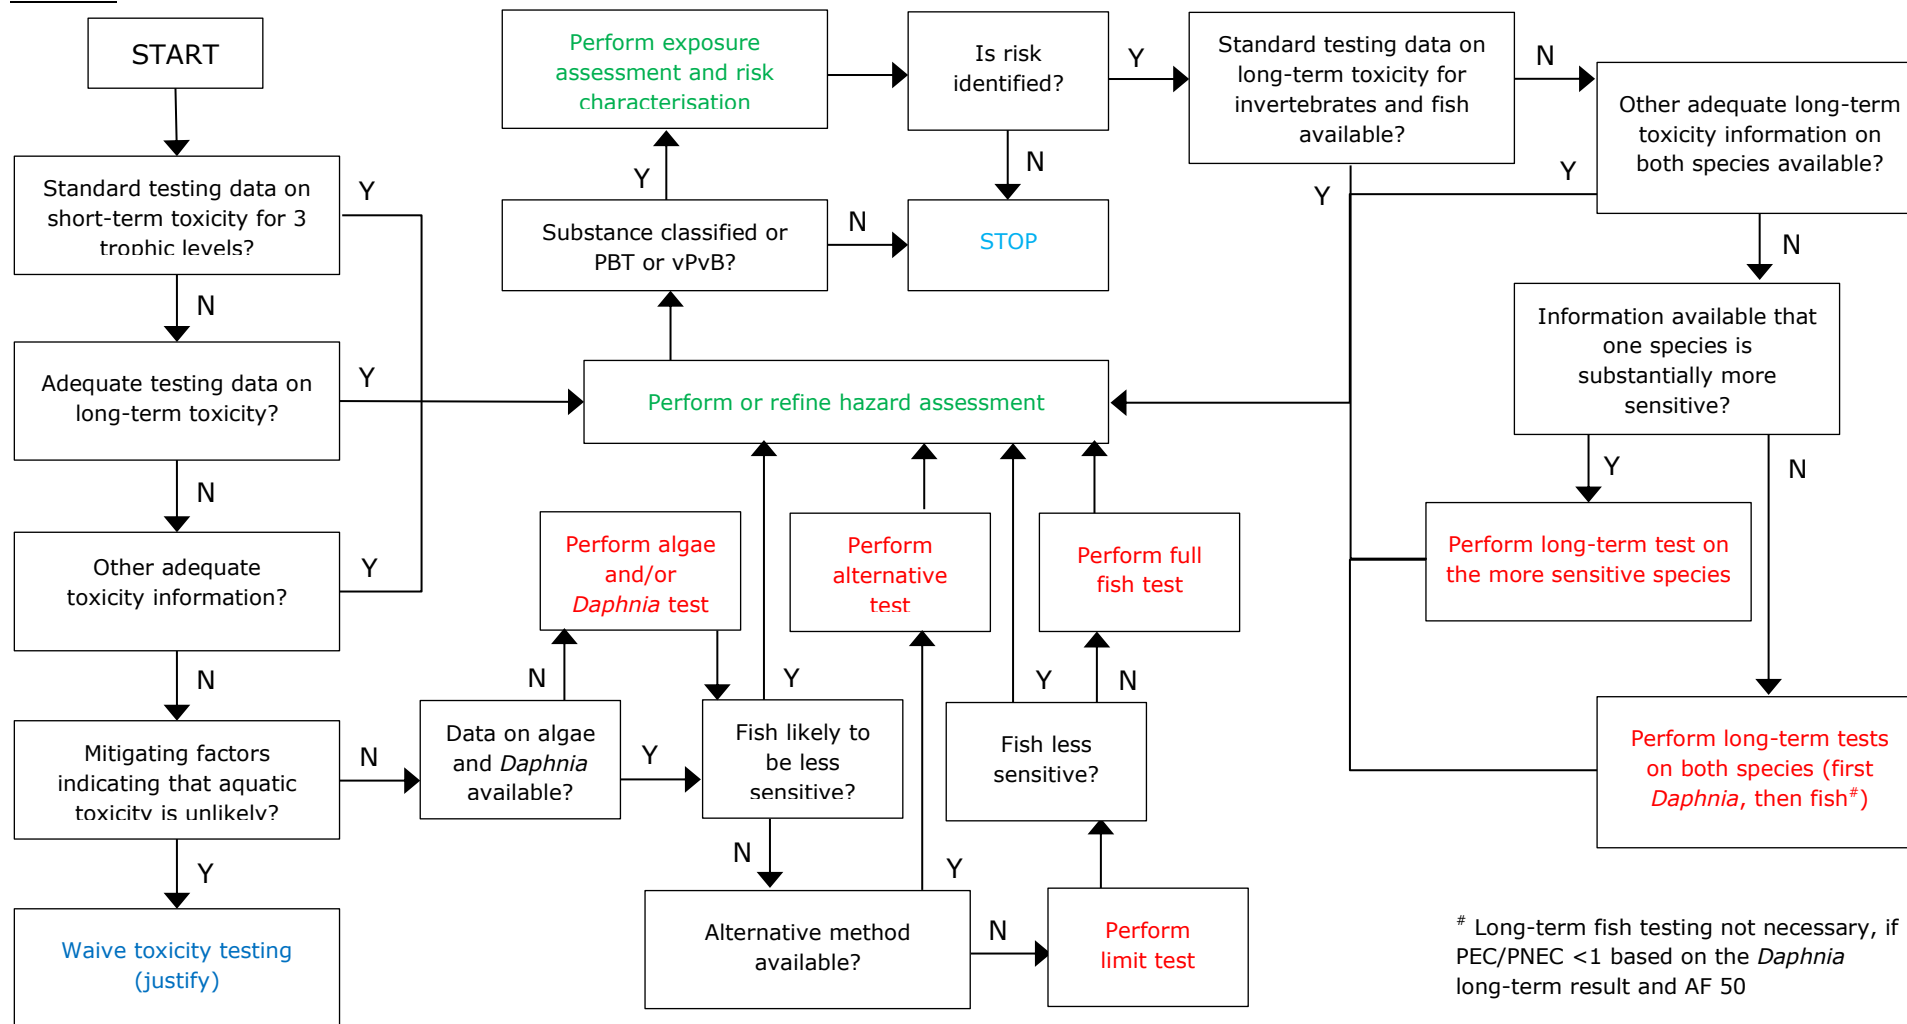 START
Standard testing data on
short-term toxicity for 3
trophic levels?
Y
N
Adequate testing data on
long-term toxicity?
Y
N
Other adequate
toxicity information?
Y
N
Mitigating factors
indicating that aquatic
toxicity is unlikely?
N
Y
Waive toxicity testing
(justify)
Perform exposure
assessment and risk
characterisation
Y
Substance classified or
PBT or vPvB?
N
STOP
Is risk
identified?
N
Y
Standard testing data on
long-term toxicity for
invertebrates and fish
available?
N
Y
Other adequate long-term
toxicity information on
both species available?
Y
N
Information available that
one species is
substantially more
sensitive?
Y
N
Perform long-term test on
the more sensitive species
Perform long-term tests
on both species (first
Daphnia, then fish#)
Perform or refine hazard assessment
Perform algae
and/or
Daphnia test
N
Data on algae
and Daphnia
available?
Y
Fish likely to
be less
sensitive?
Y
N
Perform
alternative
test
Y
Alternative method
available?
N
Perform
limit test
Fish less
sensitive?
Y
N
Perform full
fish test
# Long-term fish testing not necessary, if
PEC/PNEC <1 based on the Daphnia
long-term result and AF 50